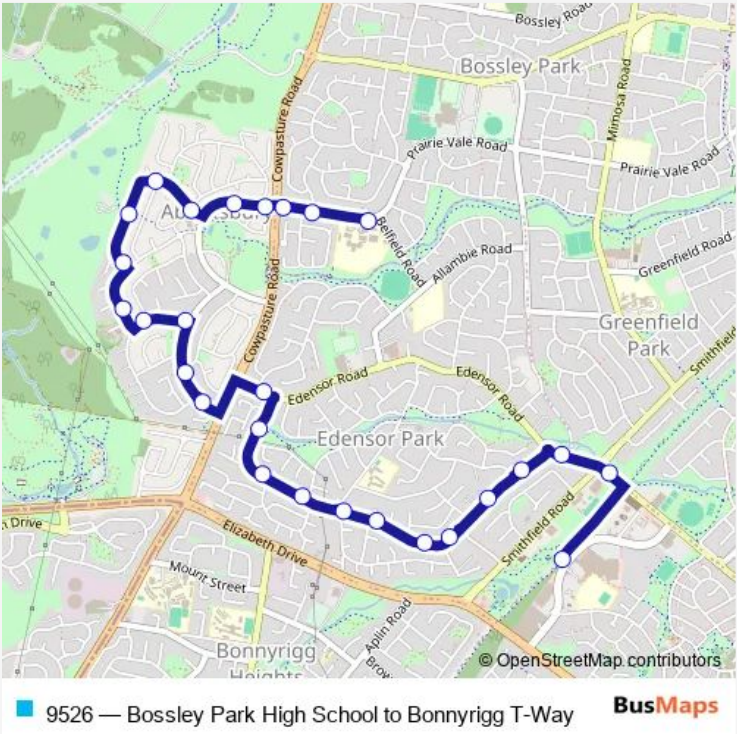 Bossley Road
Bossley Park
Cowpasture Road
Mimosa Road
Prairie Vale Road
Prairie Vale Road
Belfield Road
Allambie Road
Greenfield Road
Cowpasture Road
Greenfield
Park
Smithfield
Edensor Road
Edensor Road
Edensor Park
Smithfield Road
Elizabeth Drive
Mount Street
Aplin Road
Bonnyrigg
Heights
© OpenStreetMap contributors
9526 — Bossley Park High School to Bonnyrigg T-Way
BusMaps